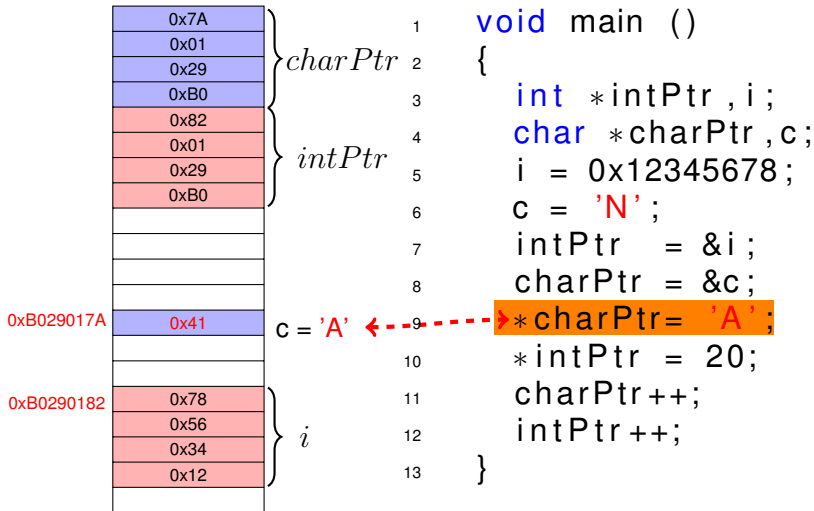 0x7A
0x01
0x29
0xB0
charPtr
0x82
0x01
0x29
0xB0
intPtr
0xB029017A
0x41
c = 'A'
0xB0290182
0x78
0x56
0x34
0x12
i
1 void main ()
2 {
3 int *intPtr ,i;
4 char *charPtr ,c;
5 i = 0x12345678;
6 c = 'N';
7 intPtr = &i;
8 charPtr = &c;
9 *charPtr= 'A';
10 *intPtr = 20;
11 charPtr++;
12 intPtr++;
13 }